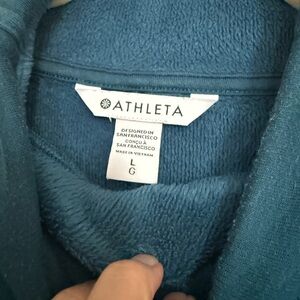 ATHLETA
DESIGNED IN
SAN FRANCISCO
CONÇU À
SAN FRANCISCO
MADE IN VIETNAM
L
G